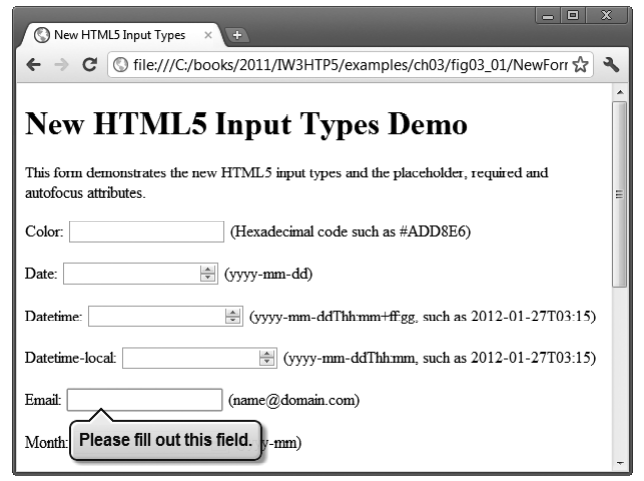 New HTML5 Input Types
file:///C:/books/2011/IW3HTP5/examples/ch03/fig03_01/NewForr
New HTML5 Input Types Demo
This form demonstrates the new HTML5 input types and the placeholder, required and
autofocus attributes.
Color: (Hexadecimal code such as #ADD8E6)
Date: (yyyy-mm-dd)
Datetime: (yyyy-mm-ddThh:mm+ff:gg, such as 2012-01-27T03:15)
Datetime-local: (yyyy-mm-ddThh:mm, such as 2012-01-27T03:15)
Email: (name@domain.com)
Please fill out this field.
Month: y-mm)